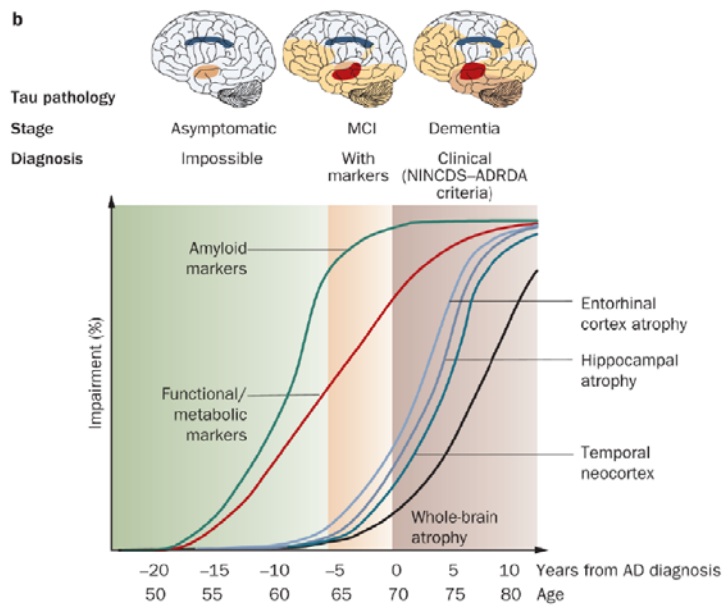 b
Tau pathology
Stage Asymptomatic MCI Dementia
Diagnosis Impossible With markers Clinical (NINCDS–ADRDA criteria)
Amyloid
markers
Functional/
metabolic
markers
Entorhinal
cortex atrophy
Hippocampal
atrophy
Temporal
neocortex
Whole-brain
atrophy
Impairment (%)
–20 –15 –10 –5 0 5 10 Years from AD diagnosis
50 55 60 65 70 75 80 Age